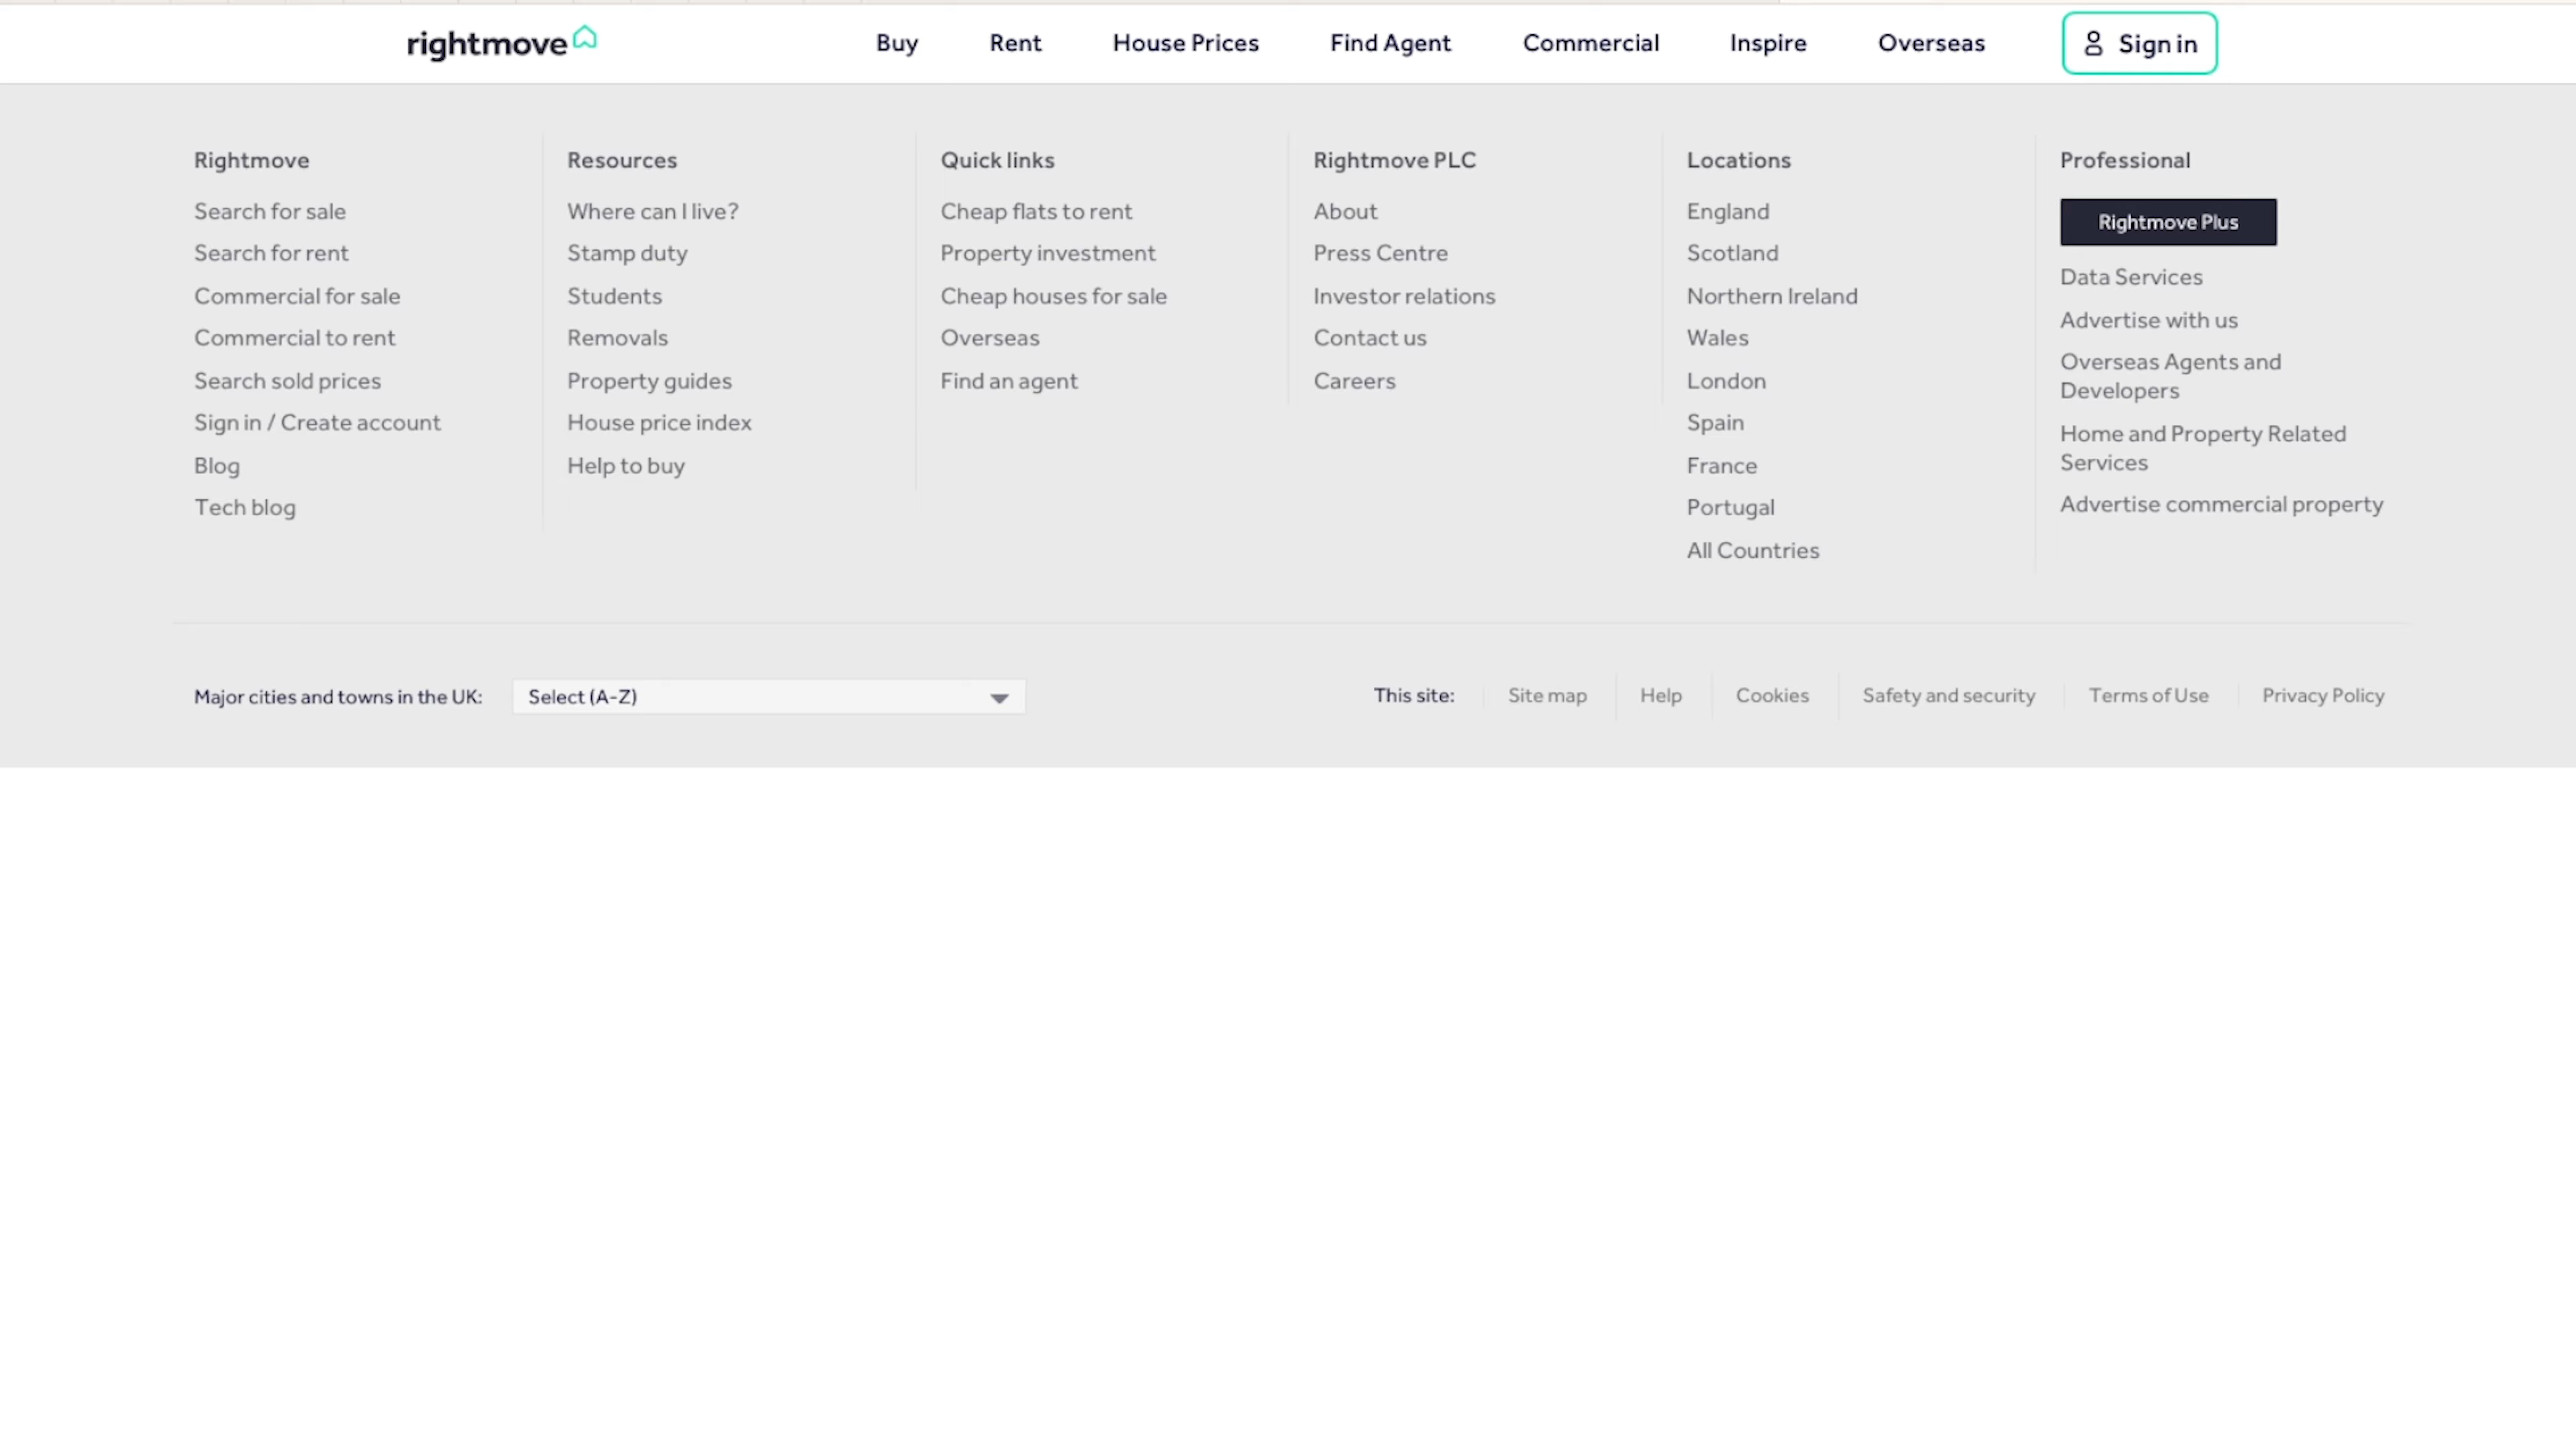 rightmove
Buy
Rent
House Prices
Find Agent
Commercial
Inspire
Overseas
Sign in
Rightmove
Search for sale
Search for rent
Commercial for sale
Commercial to rent
Search sold prices
Sign in / Create account
Blog
Tech blog
Resources
Where can I live?
Stamp duty
Students
Removals
Property guides
House price index
Help to buy
Quick links
Cheap flats to rent
Property investment
Cheap houses for sale
Overseas
Find an agent
Rightmove PLC
About
Press Centre
Investor relations
Contact us
Careers
Locations
England
Scotland
Northern Ireland
Wales
London
Spain
France
Portugal
All Countries
Professional
Rightmove Plus
Data Services
Advertise with us
Overseas Agents and
Developers
Home and Property Related
Services
Advertise commercial property
Major cities and towns in the UK:
Select (A-Z)
This site:
Site map
Help
Cookies
Safety and security
Terms of Use
Privacy Policy